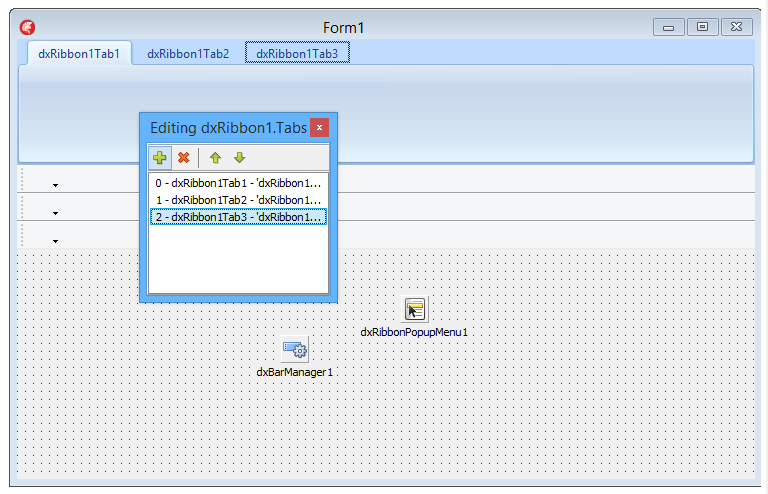 Form1
dxRibbon1Tab1 dxRibbon1Tab2 dxRibbon1Tab3
Editing dxRibbon1.Tabs
0 - dxRibbon1Tab1 - 'dxRibbon1...
1 - dxRibbon1Tab2 - 'dxRibbon1...
2 - dxRibbon1Tab3 - 'dxRibbon1...
dxRibbonPopupMenu1
dxBarManager1